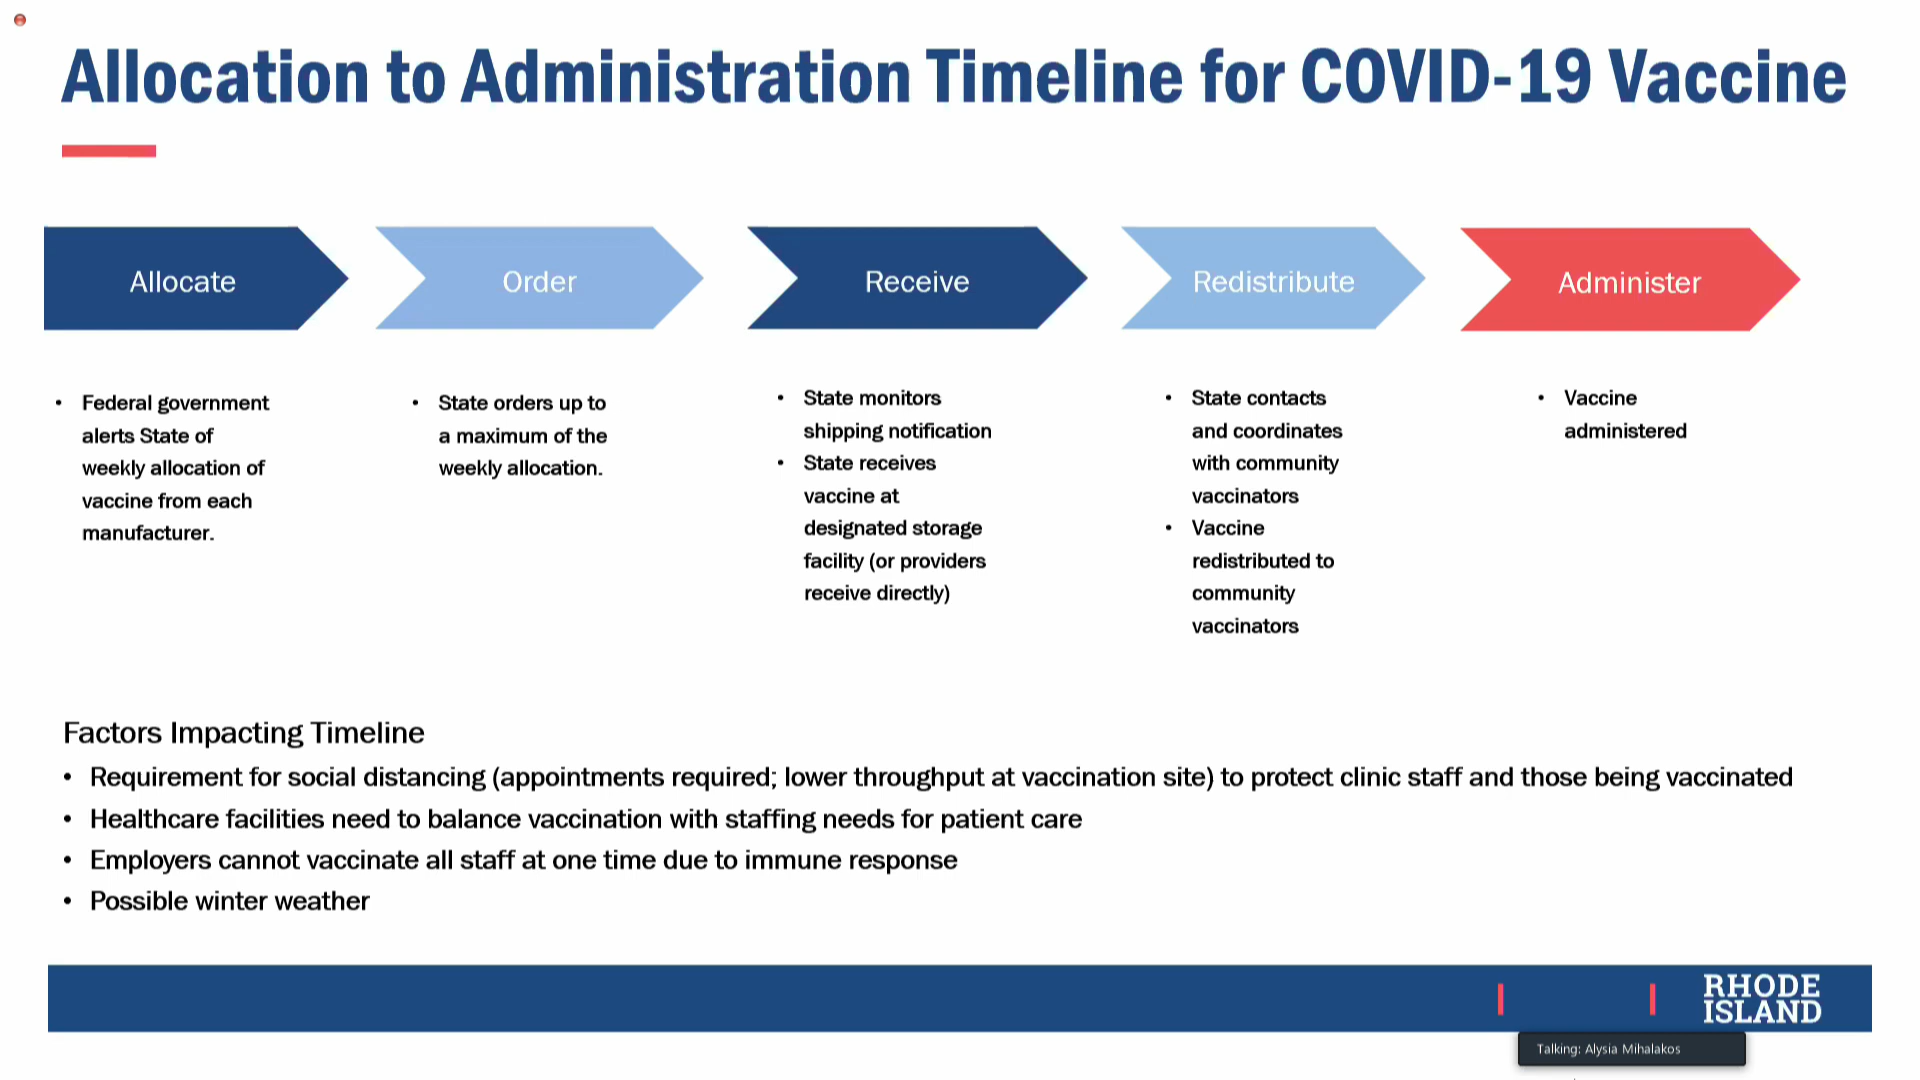 Allocation to Administration Timeline for COVID-19 Vaccine
Allocate
Order
Receive
Redistribute
Administer
• Federal government
alerts State of
weekly allocation of
vaccine from each
manufacturer.
• State orders up to
a maximum of the
weekly allocation.
• State monitors
shipping notification
• State receives
vaccine at
designated storage
facility (or providers
receive directly)
• State contacts
and coordinates
with community
vaccinators
• Vaccine
redistributed to
community
vaccinators
• Vaccine
administered
Factors Impacting Timeline
• Requirement for social distancing (appointments required; lower throughput at vaccination site) to protect clinic staff and those being vaccinated
• Healthcare facilities need to balance vaccination with staffing needs for patient care
• Employers cannot vaccinate all staff at one time due to immune response
• Possible winter weather
RHODE
ISLAND
Talking: Alysia Mihalakos